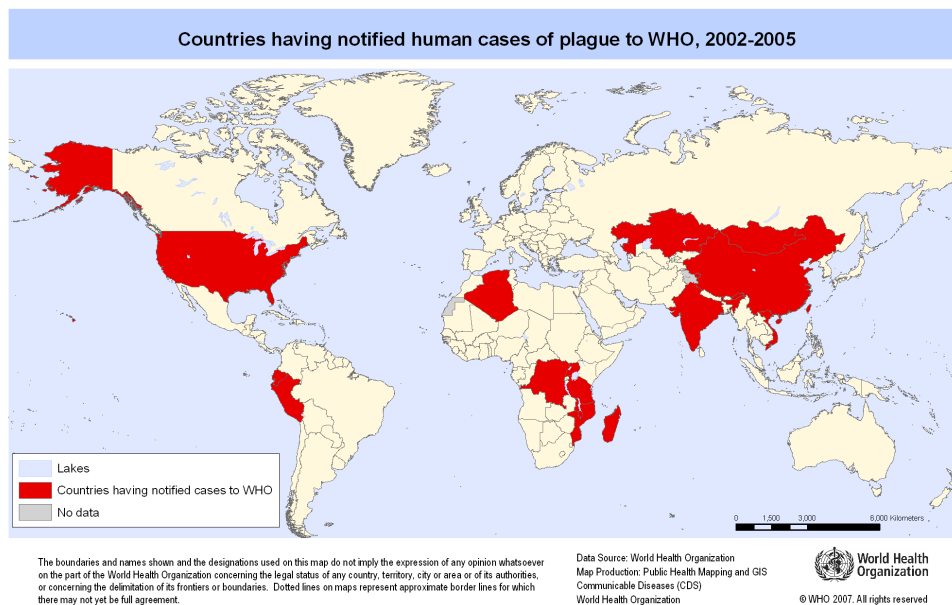 Countries having notified human cases of plague to WHO, 2002-2005
Lakes
Countries having notified cases to WHO
No data
0 1,500 3,000 6,000 Kilometers
The boundaries and names shown and the designations used on this map do not imply the expression of any opinion whatsoever
on the part of the World Health Organization concerning the legal status of any country, territory, city or area or of its authorities,
or concerning the delimitation of its frontiers or boundaries. Dotted lines on maps represent approximate border lines for which
there may not yet be full agreement.
Data Source: World Health Organization
Map Production: Public Health Mapping and GIS
Communicable Diseases (CDS)
World Health Organization
World Health
Organization
© WHO 2007. All rights reserved